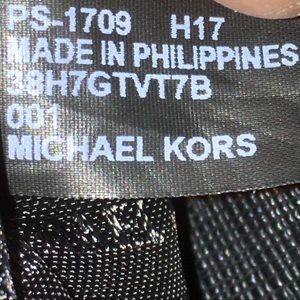 PS-1709 H17
MADE IN PHILIPPINES
38H7GTVT7B
001
MICHAEL KORS